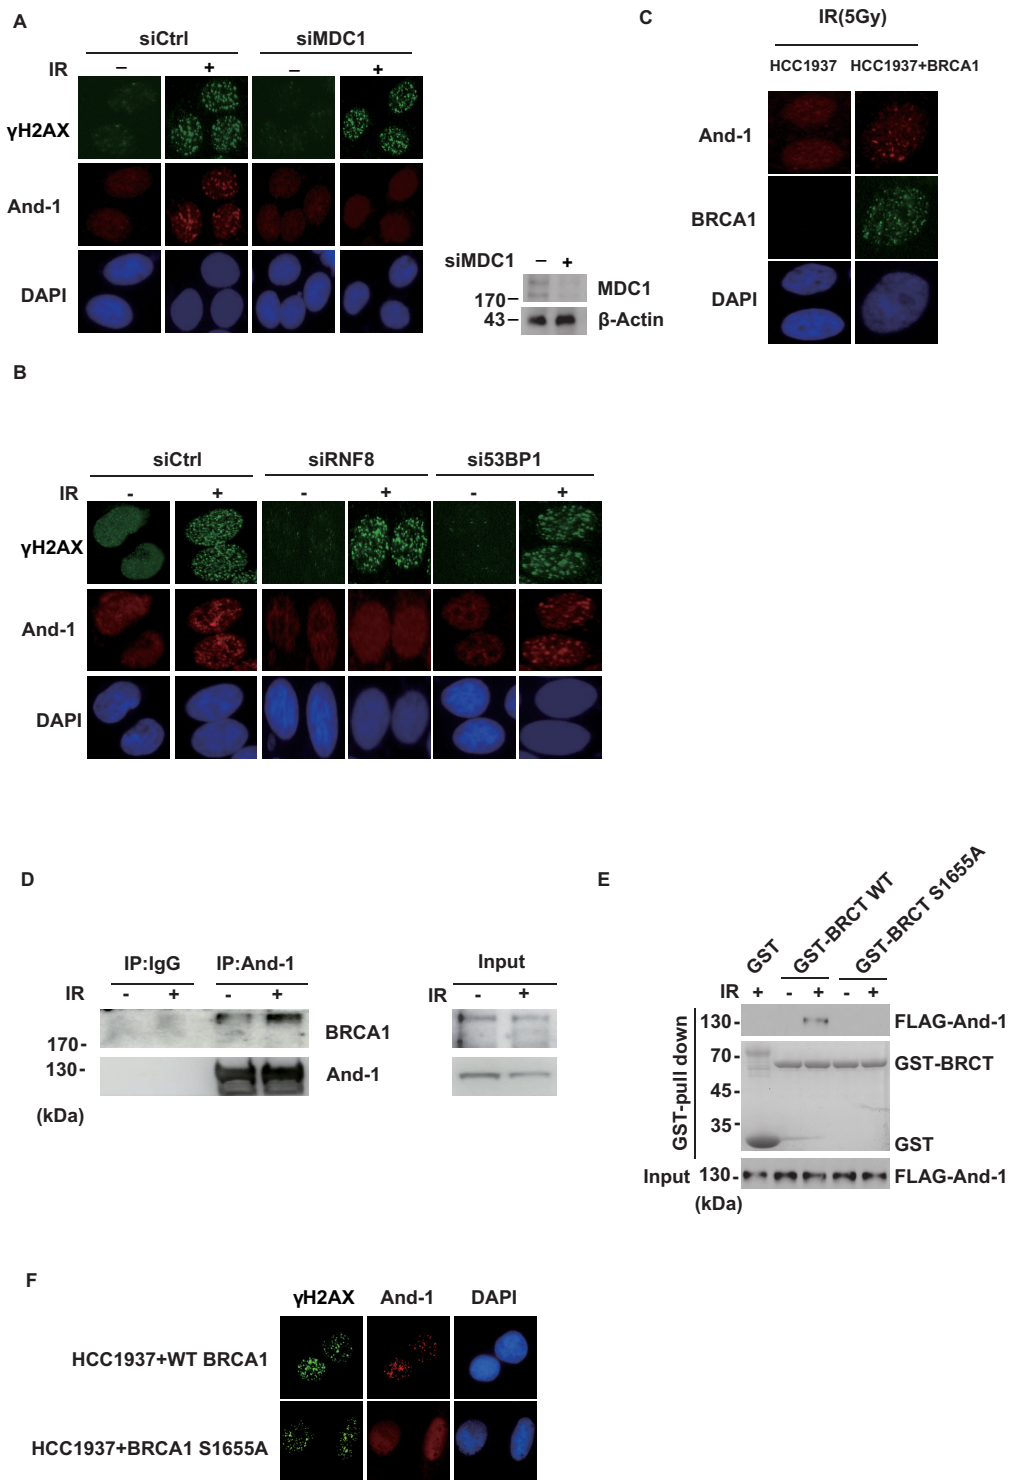 A
siCtrl siMDC1
IR – + – +
γH2AX
And-1
DAPI
siMDC1 – +
170 – MDC1
43 – β-Actin
C
IR(5Gy)
HCC1937 HCC1937+BRCA1
And-1
BRCA1
DAPI
B
siCtrl siRNF8 si53BP1
IR - + - + - +
γH2AX
And-1
DAPI
D
IP:IgG IP:And-1 Input
IR - + - + IR - +
170 - BRCA1
130 - And-1
(kDa)
E
GST GST-BRCT WT GST-BRCT S1655A
IR + - + - +
GST-pull down
130 - FLAG-And-1
70 - GST-BRCT
45 -
35 -
GST
Input 130 - FLAG-And-1
(kDa)
F
γH2AX And-1 DAPI
HCC1937+WT BRCA1
HCC1937+BRCA1 S1655A